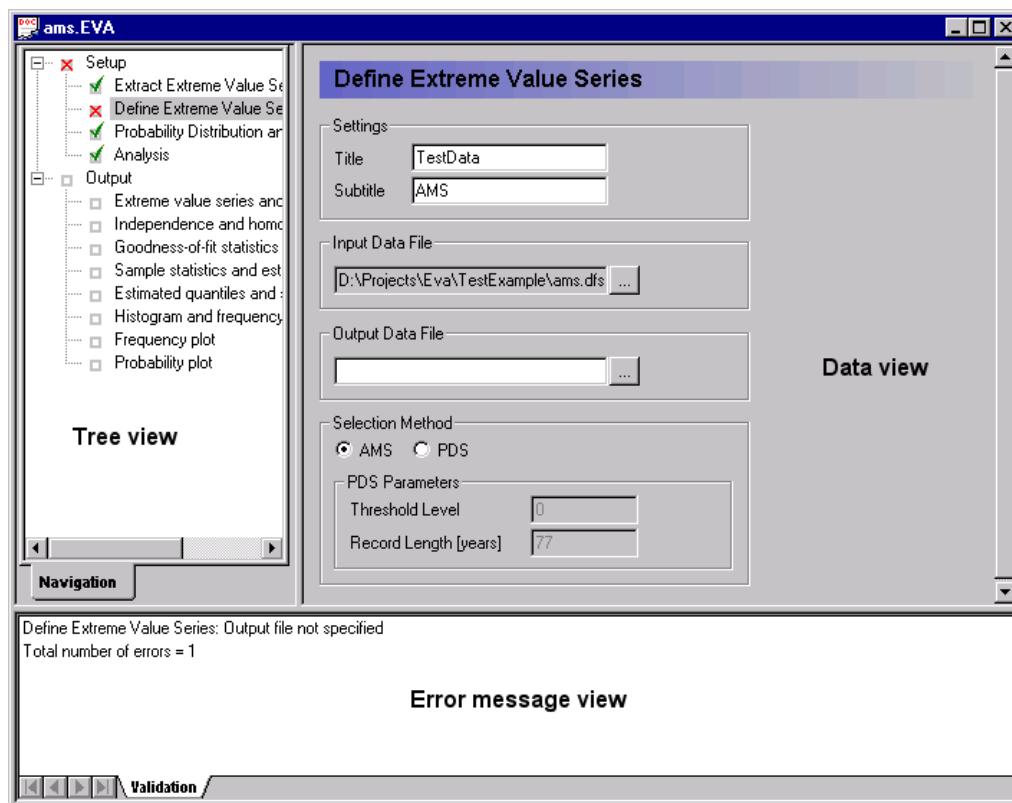 ams.EVA
Setup
Extract Extreme Value Se
Define Extreme Value Se
Probability Distribution an
Analysis
Output
Extreme value series and
Independence and homo
Goodness-of-fit statistics
Sample statistics and est
Estimated quantiles and
Histogram and frequency
Frequency plot
Probability plot
Tree view
Navigation
Define Extreme Value Series
Settings
Title TestData
Subtitle AMS
Input Data File
D:\Projects\Eva\TestExample\ams.dfs ...
Output Data File
...
Selection Method
AMS PDS
PDS Parameters
Threshold Level 0
Record Length [years] 77
Data view
Define Extreme Value Series: Output file not specified
Total number of errors = 1
Error message view
Validation